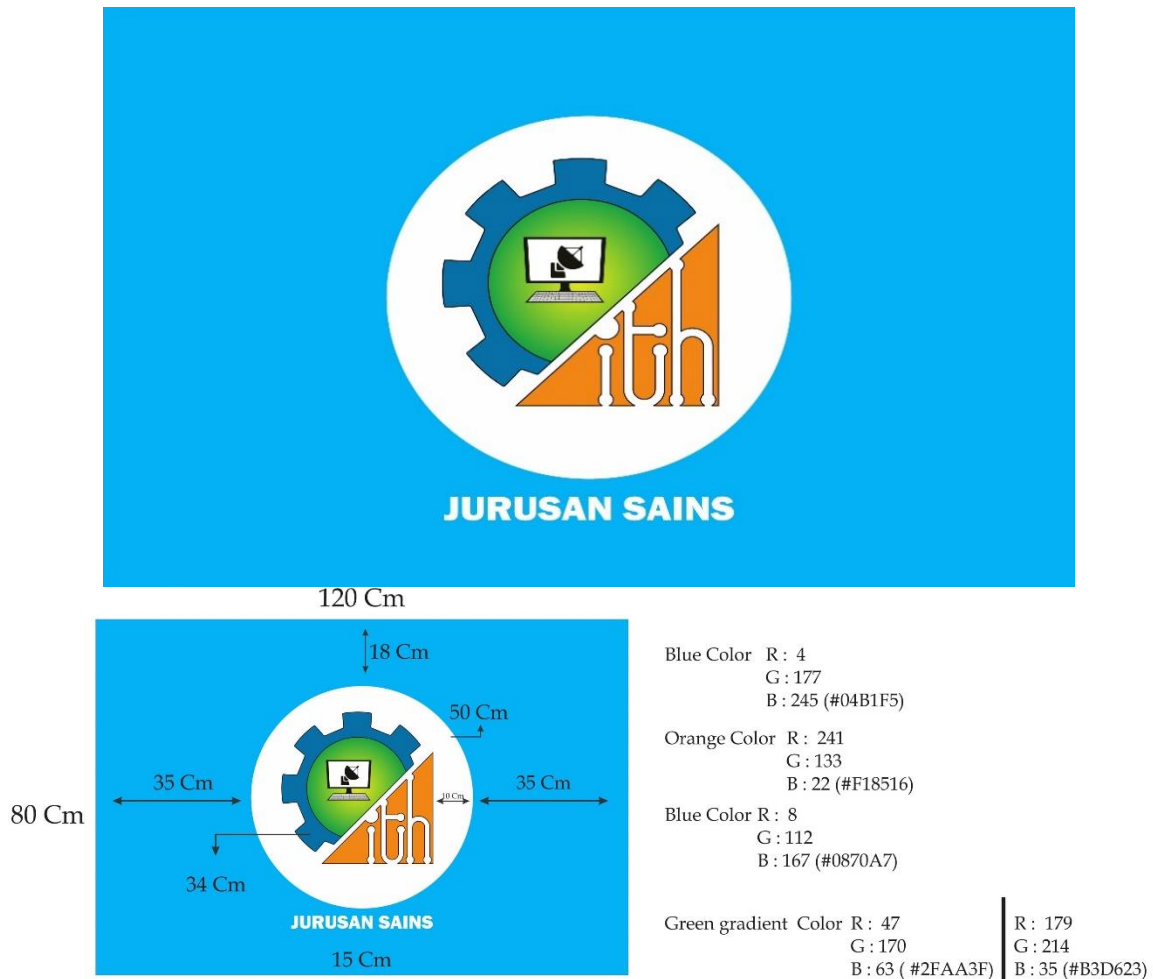 ith
JURUSAN SAINS
120 Cm
18 Cm
50 Cm
35 Cm
10 Cm
35 Cm
80 Cm
ith
34 Cm
JURUSAN SAINS
15 Cm
Blue Color R : 4
G : 177
B : 245 (#04B1F5)
Orange Color R : 241
G : 133
B : 22 (#F18516)
Blue Color R : 8
G : 112
B : 167 (#0870A7)
Green gradient Color R : 47
G : 170
B : 63 ( #2FAA3F)
R : 179
G : 214
B : 35 (#B3D623)